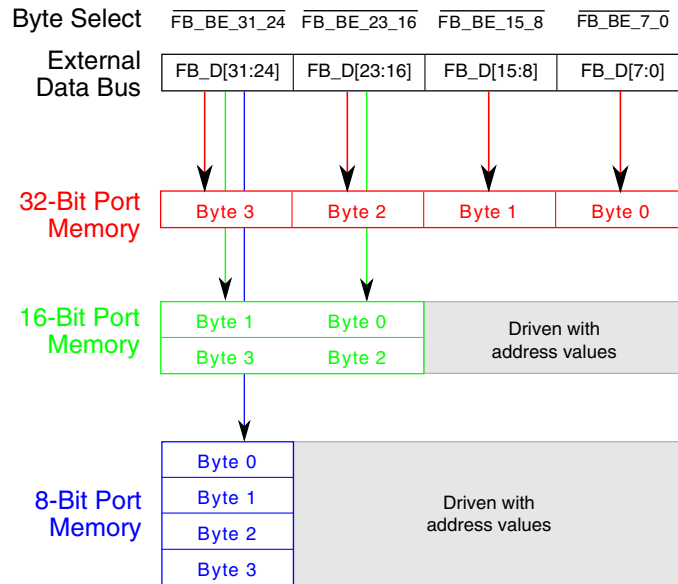 Byte Select FB_BE_31_24 FB_BE_23_16 FB_BE_15_8 FB_BE_7_0
External
Data Bus
FB_D[31:24] FB_D[23:16] FB_D[15:8] FB_D[7:0]
32-Bit Port
Memory
Byte 3 Byte 2 Byte 1 Byte 0
16-Bit Port
Memory
Byte 1 Byte 0
Byte 3 Byte 2
Driven with
address values
8-Bit Port
Memory
Byte 0
Byte 1
Byte 2
Byte 3
Driven with
address values